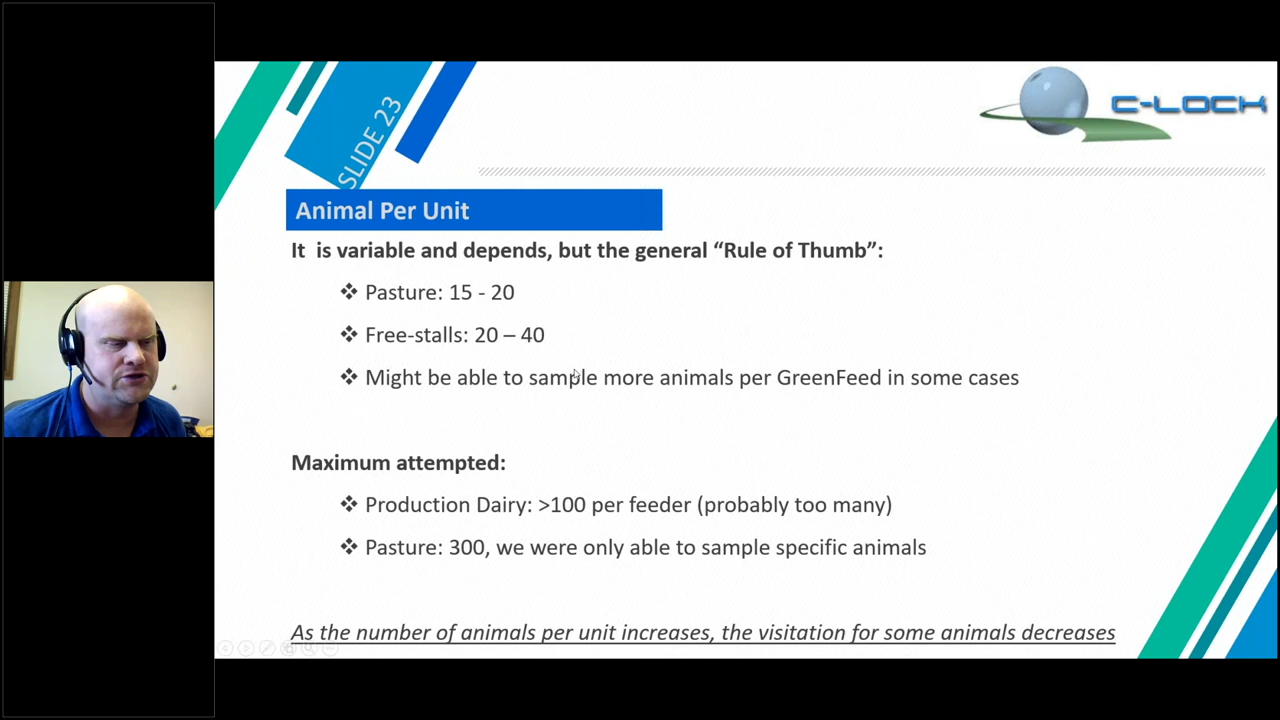 SLIDE 23
C-LOCK
Animal Per Unit
It is variable and depends, but the general “Rule of Thumb”:
❖ Pasture: 15 - 20
❖ Free-stalls: 20 – 40
❖ Might be able to sample more animals per GreenFeed in some cases
Maximum attempted:
❖ Production Dairy: >100 per feeder (probably too many)
❖ Pasture: 300, we were only able to sample specific animals
As the number of animals per unit increases, the visitation for some animals decreases